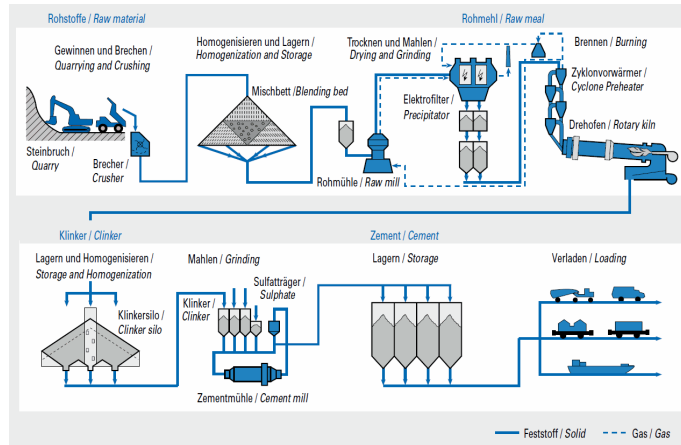 Rohstoffe / Raw material
Rohmehl / Raw meal
Gewinnen und Brechen /
Quarrying and Crushing
Homogenisieren und Lagern /
Homogenization and Storage
Trocknen und Mahlen /
Drying and Grinding
Brennen / Burning
Mischbett /Blending bed
Zyklonvorwärmer /
Cyclone Preheater
Elektrofilter /
Precipitator
Drehofen / Rotary kiln
Steinbruch /
Quarry
Brecher /
Crusher
Rohmühle / Raw mill
Klinker / Clinker
Zement / Cement
Lagern und Homogenisieren /
Storage and Homogenization
Mahlen / Grinding
Lagern / Storage
Verladen / Loading
Sulfatträger /
Sulphate
Klinker /
Clinker
Klinkersilo /
Clinker silo
Zementmühle / Cement mill
Feststoff / Solid
Gas / Gas